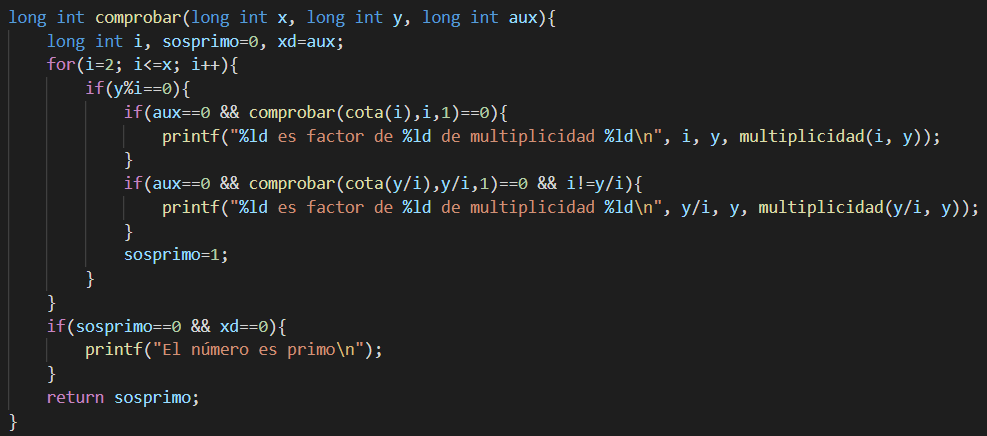 long int comprobar(long int x, long int y, long int aux){
    long int i, sosprimo=0, xd=aux;
    for(i=2; i<=x; i++){
        if(y%i==0){
            if(aux==0 && comprobar(cota(i),i,1)==0){
                printf("%ld es factor de %ld de multiplicidad %ld\n", i, y, multiplicidad(i, y));
            }
            if(aux==0 && comprobar(cota(y/i),y/i,1)==0 && i!=y/i){
                printf("%ld es factor de %ld de multiplicidad %ld\n", y/i, y, multiplicidad(y/i, y));
            }
            sosprimo=1;
        }
    }
    if(sosprimo==0 && xd==0){
        printf("El número es primo\n");
    }
    return sosprimo;
}